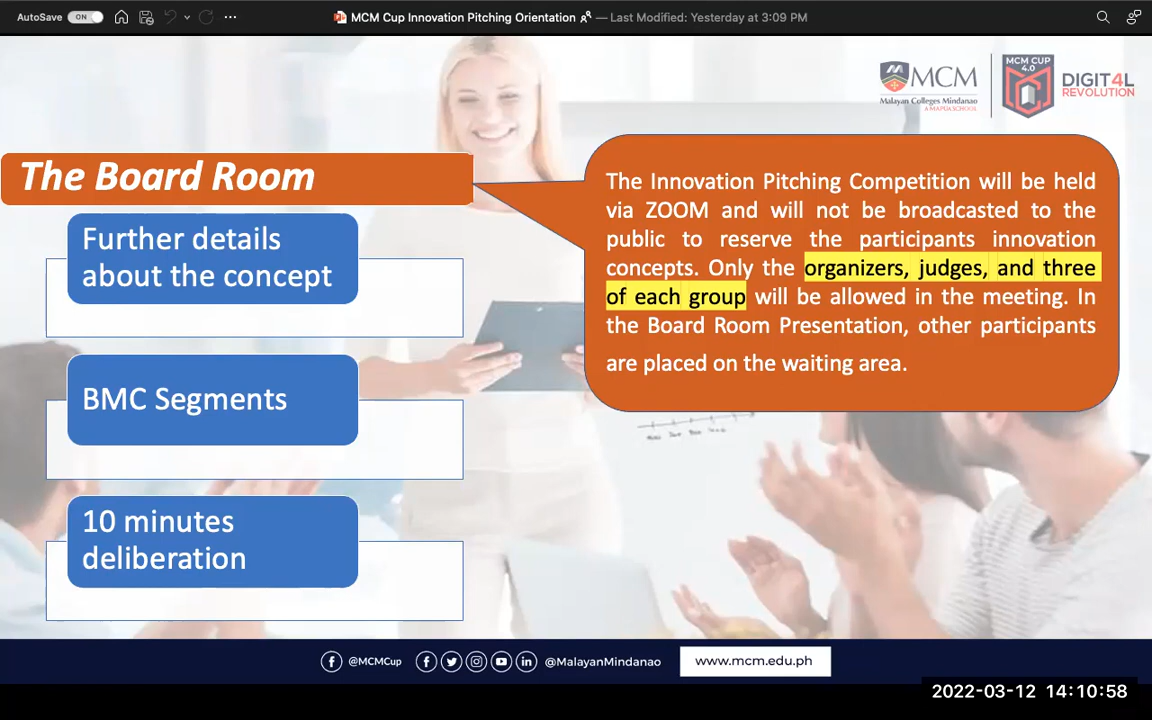 AutoSave ON
MCM Cup Innovation Pitching Orientation — Last Modified: Yesterday at 3:09 PM
MCM
Malayan Colleges Mindanao
A MAPUA SCHOOL
MCM CUP
4.0
DIGIT4L
REVOLUTION
The Board Room
Further details
about the concept
BMC Segments
10 minutes
deliberation
The Innovation Pitching Competition will be held
via ZOOM and will not be broadcasted to the
public to reserve the participants innovation
concepts. Only the organizers, judges, and three
of each group will be allowed in the meeting. In
the Board Room Presentation, other participants
are placed on the waiting area.
@MCMCup
@MalayanMindanao
www.mcm.edu.ph
2022-03-12 14:10:58